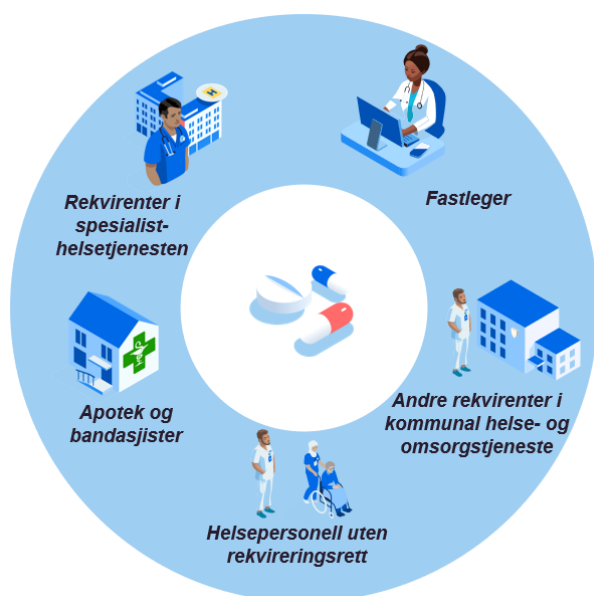 Rekvirenter i
spesialist-
helsetjenesten
Fastleger
Apotek og
bandasjister
Andre rekvirenter i
kommunal helse- og
omsorgstjeneste
Helsepersonell uten
rekvireringsrett
H